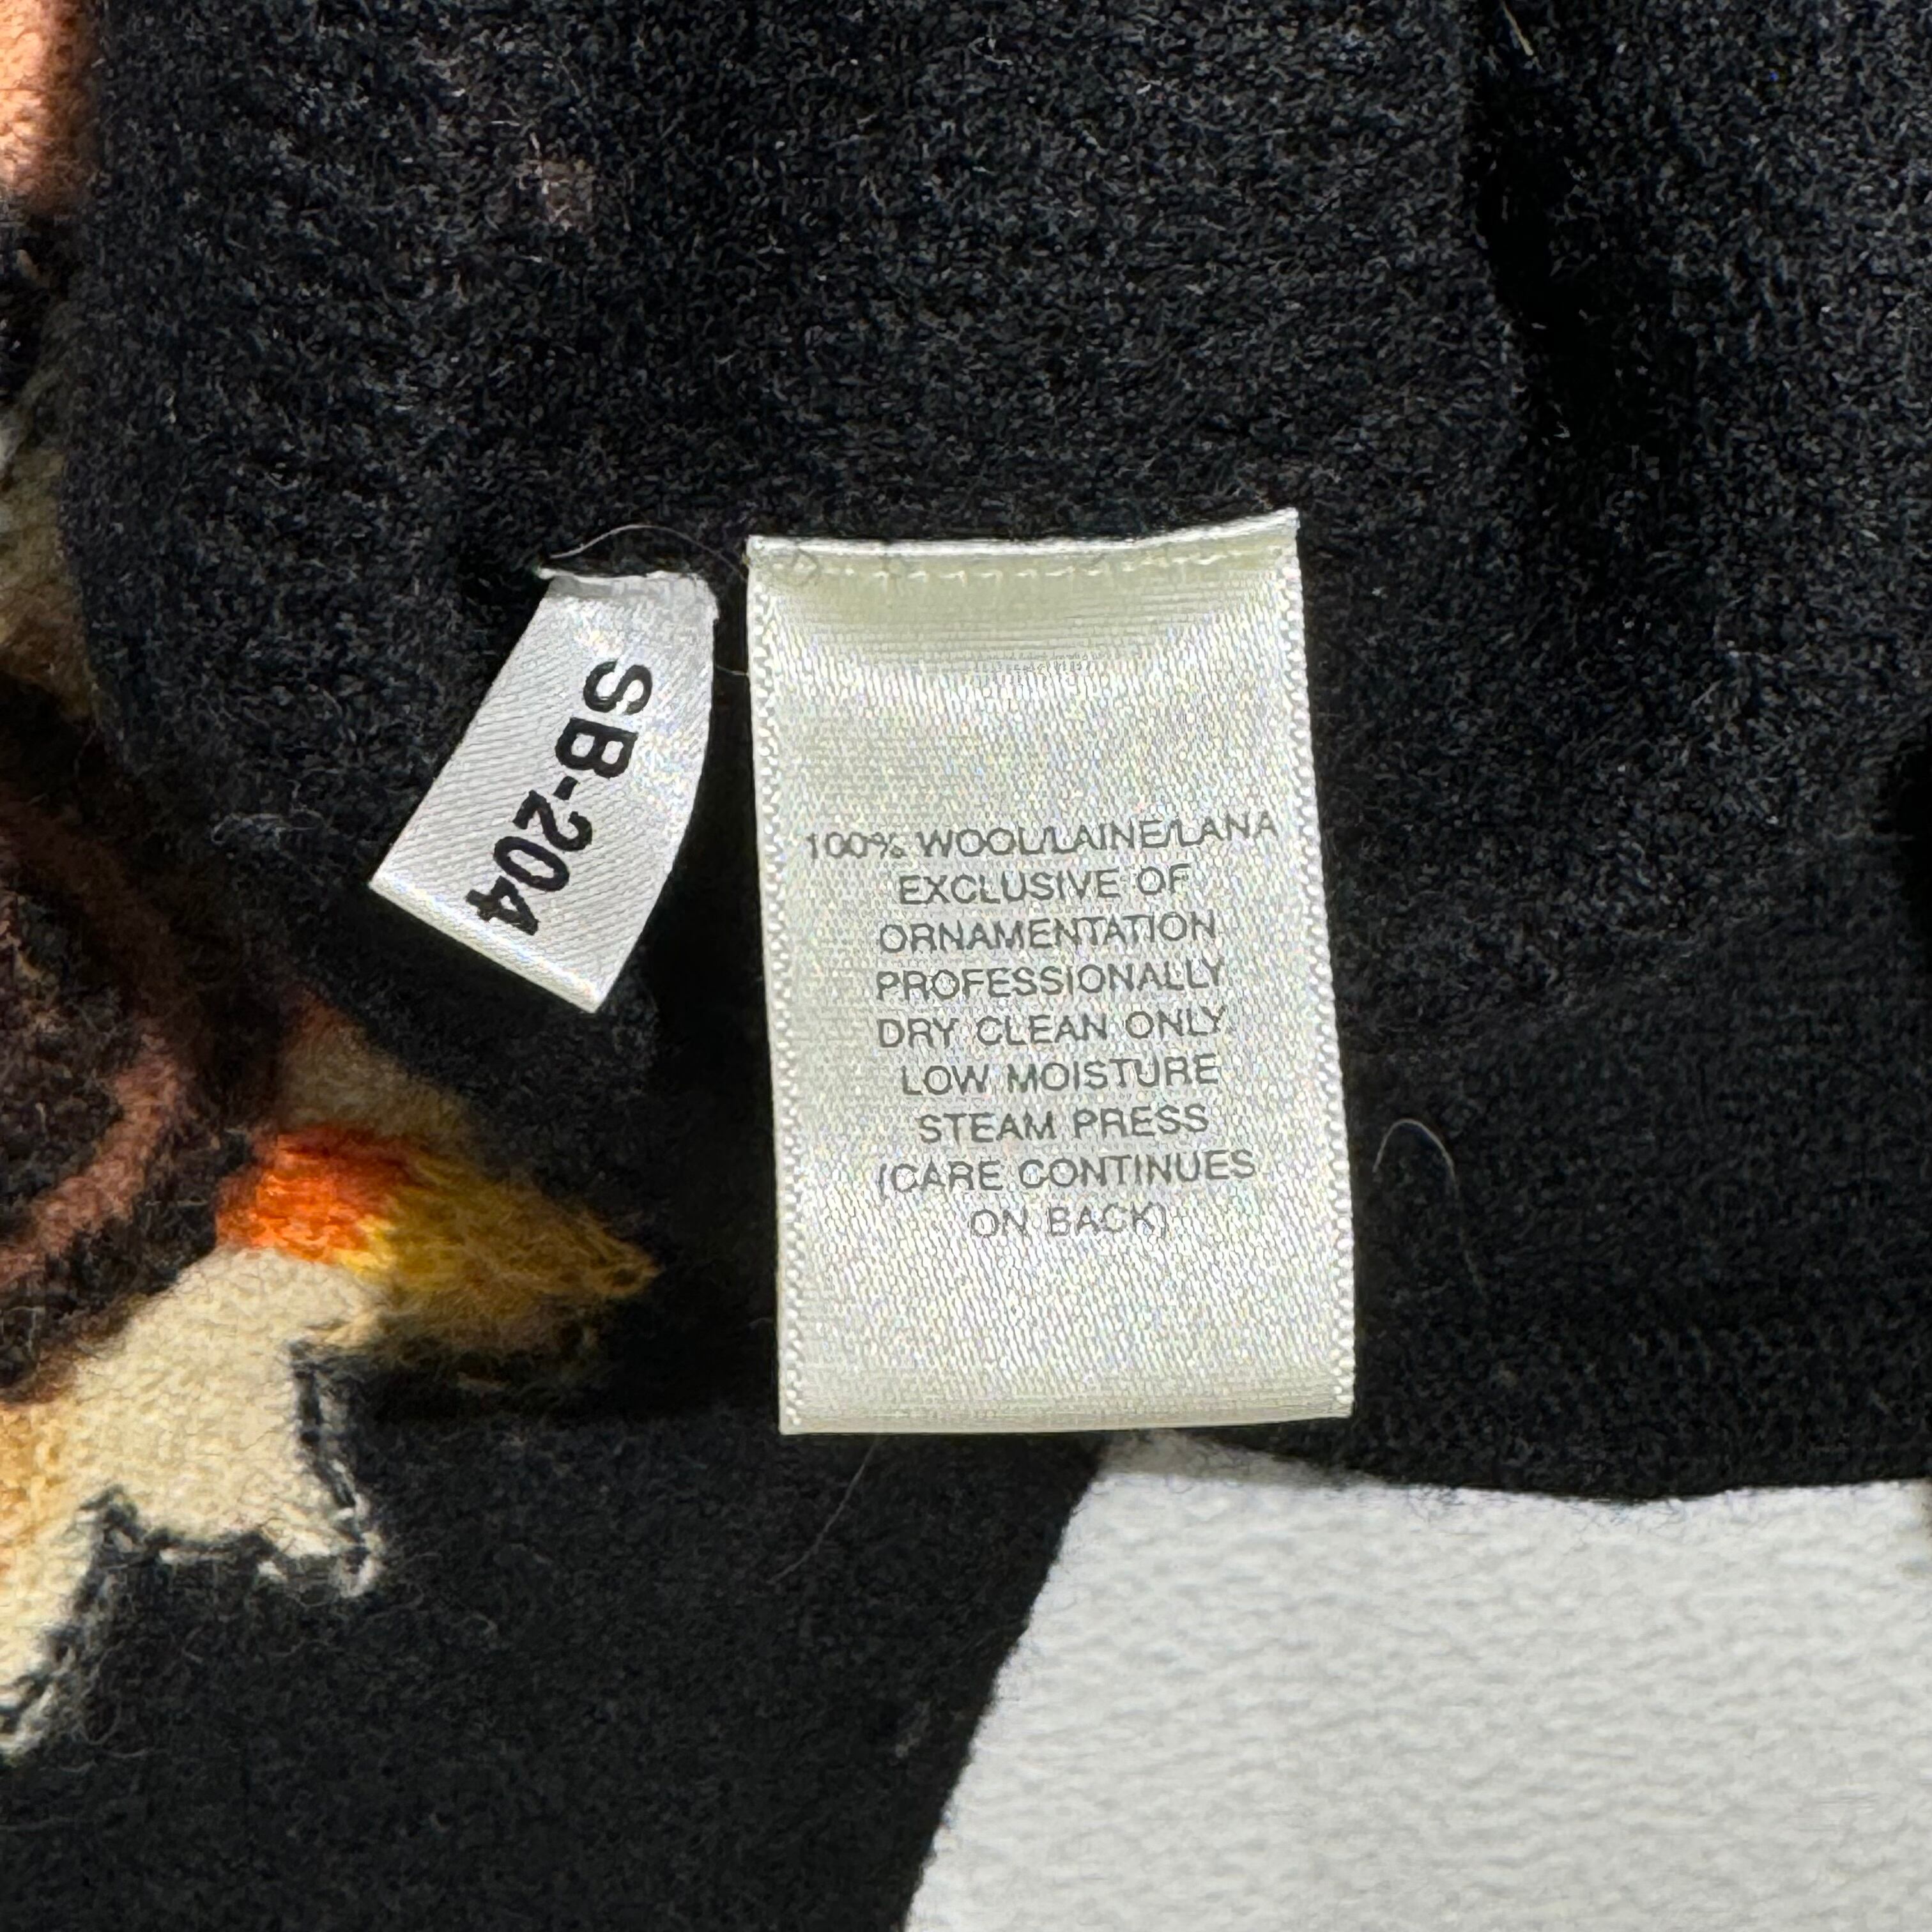 SB-204
100% WOOL/LAINE/LANA
EXCLUSIVE OF
ORNAMENTATION
PROFESSIONALLY
DRY CLEAN ONLY
LOW MOISTURE
STEAM PRESS
(CARE CONTINUES
ON BACK)